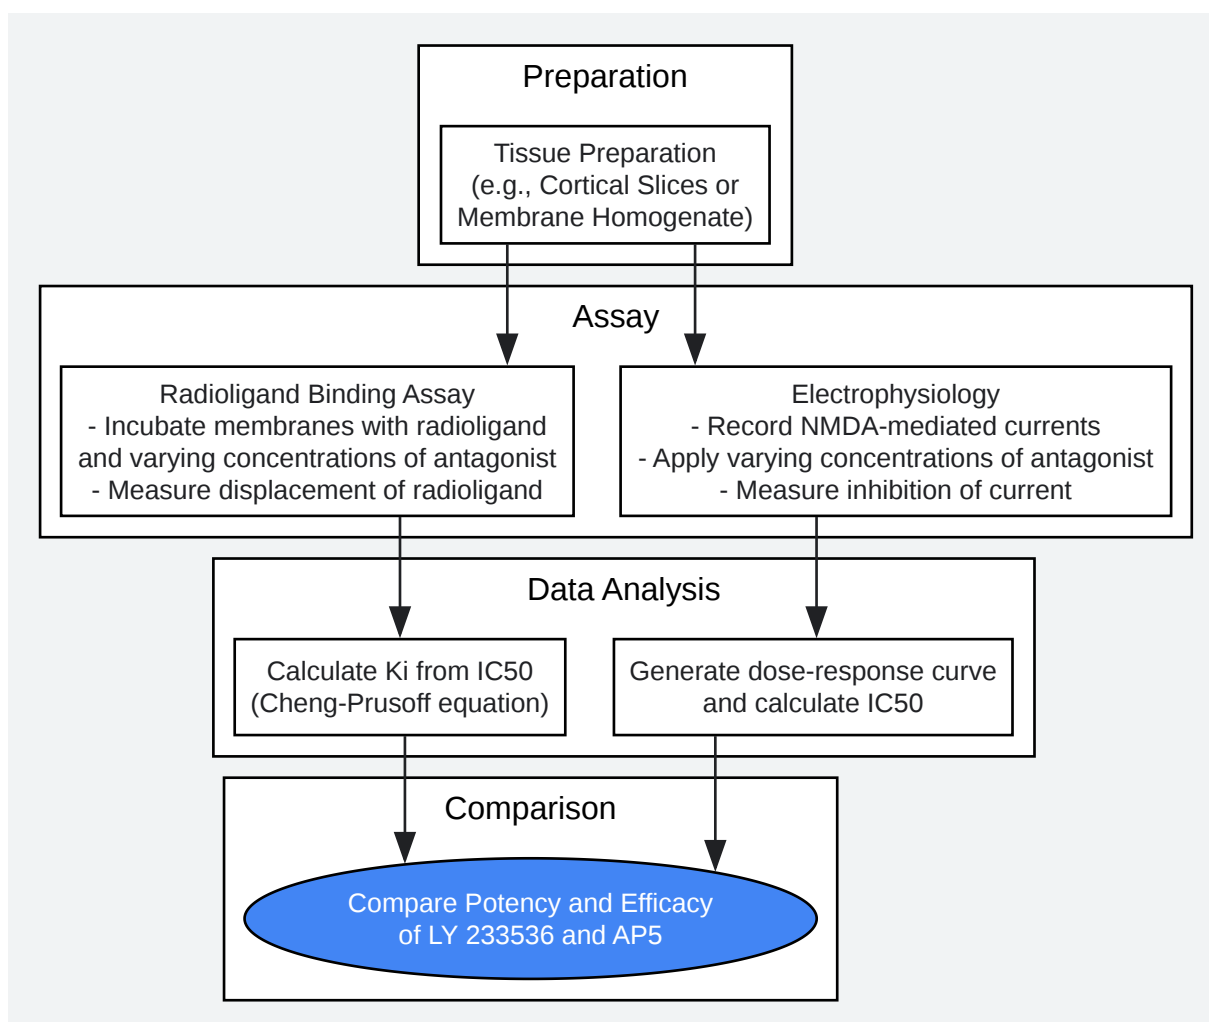 Preparation
Tissue Preparation
(e.g., Cortical Slices or
Membrane Homogenate)
Assay
Radioligand Binding Assay
- Incubate membranes with radioligand
and varying concentrations of antagonist
- Measure displacement of radioligand
Electrophysiology
- Record NMDA-mediated currents
- Apply varying concentrations of antagonist
- Measure inhibition of current
Data Analysis
Calculate Ki from IC50
(Cheng-Prusoff equation)
Generate dose-response curve
and calculate IC50
Comparison
Compare Potency and Efficacy
of LY 233536 and AP5